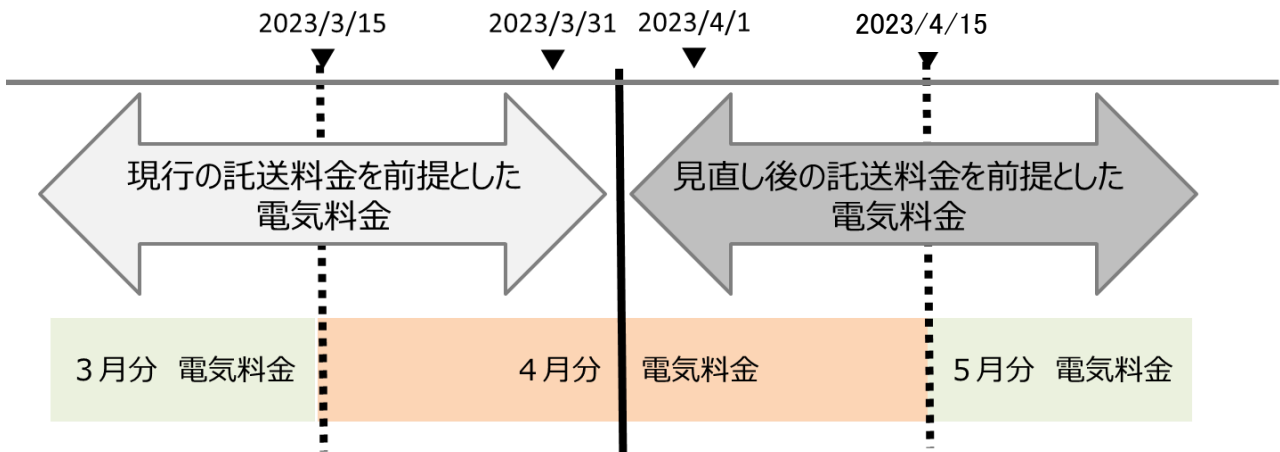 2023/3/15 2023/3/31 2023/4/1 2023/4/15
現行の託送料金を前提とした
電気料金
見直し後の託送料金を前提とした
電気料金
3月分 電気料金 4月分 電気料金 5月分 電気料金